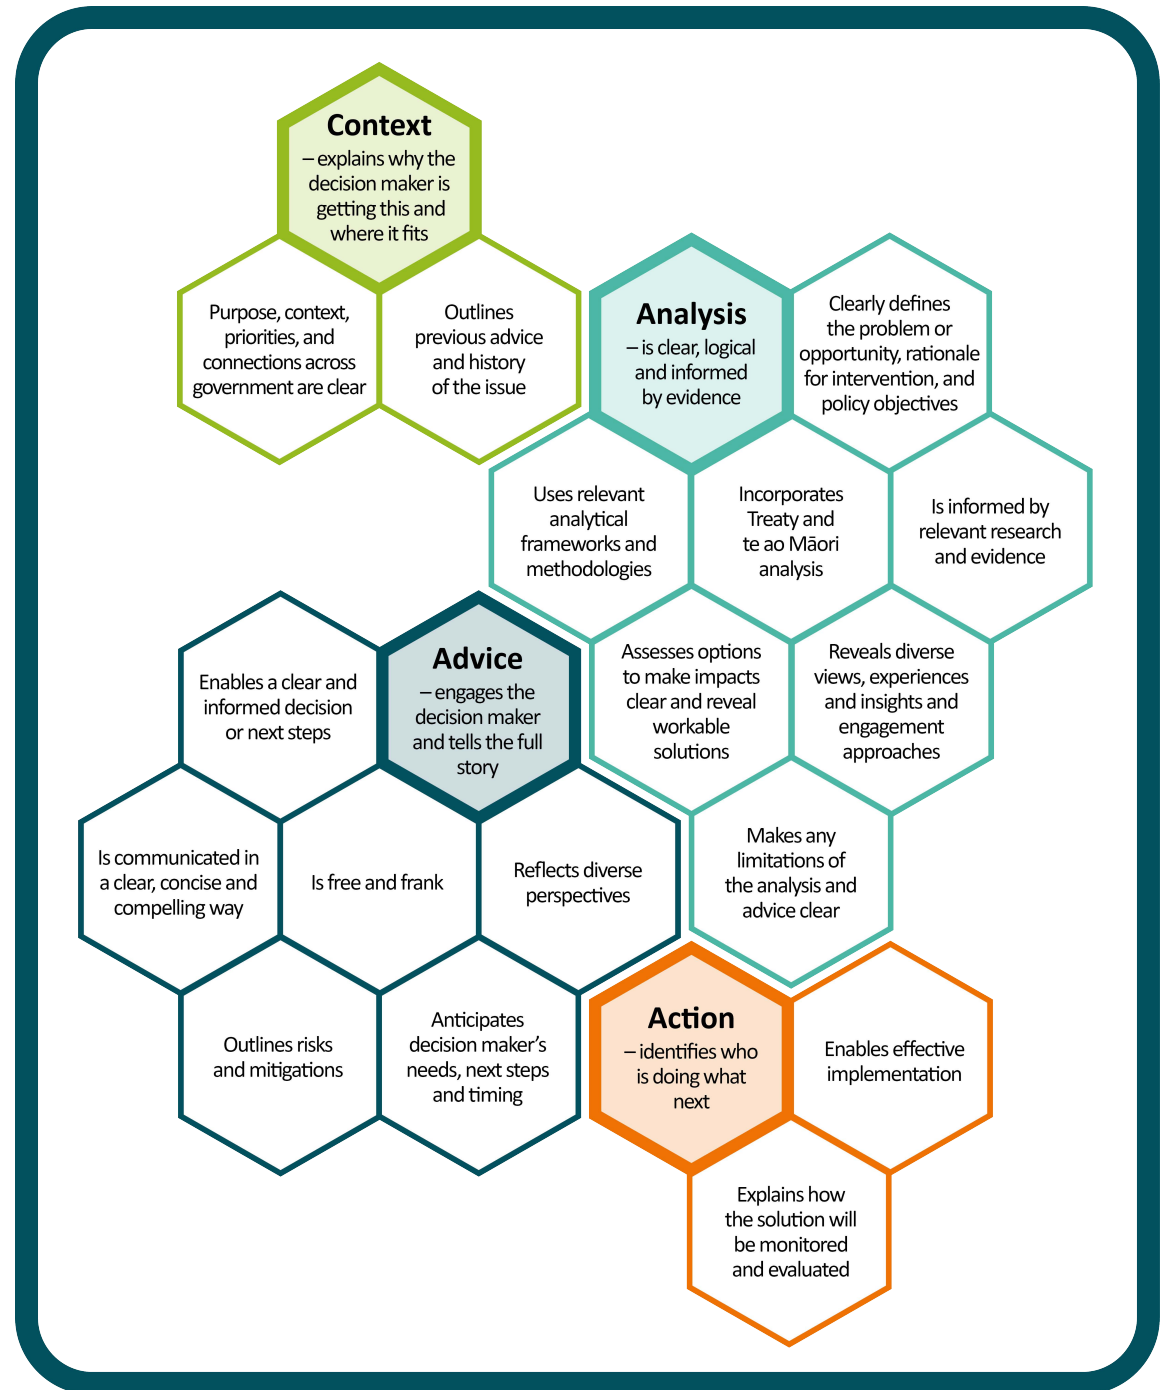 Context
– explains why the
decision maker is
getting this and
where it fits
Purpose, context,
priorities, and
connections across
government are clear
Outlines
previous advice
and history
of the issue
Analysis
– is clear, logical
and informed
by evidence
Clearly defines
the problem or
opportunity, rationale
for intervention, and
policy objectives
Uses relevant
analytical
frameworks and
methodologies
Incorporates
Treaty and
te ao Māori
analysis
Is informed by
relevant research
and evidence
Assesses options
to make impacts
clear and reveal
workable
solutions
Reveals diverse
views, experiences
and insights and
engagement
approaches
Makes any
limitations of
the analysis and
advice clear
Advice
– engages the
decision maker
and tells the full
story
Enables a clear and
informed decision
or next steps
Is communicated in
a clear, concise and
compelling way
Is free and frank
Reflects diverse
perspectives
Outlines risks
and mitigations
Anticipates
decision maker’s
needs, next steps
and timing
Action
– identifies who
is doing what
next
Enables effective
implementation
Explains how
the solution will
be monitored
and evaluated